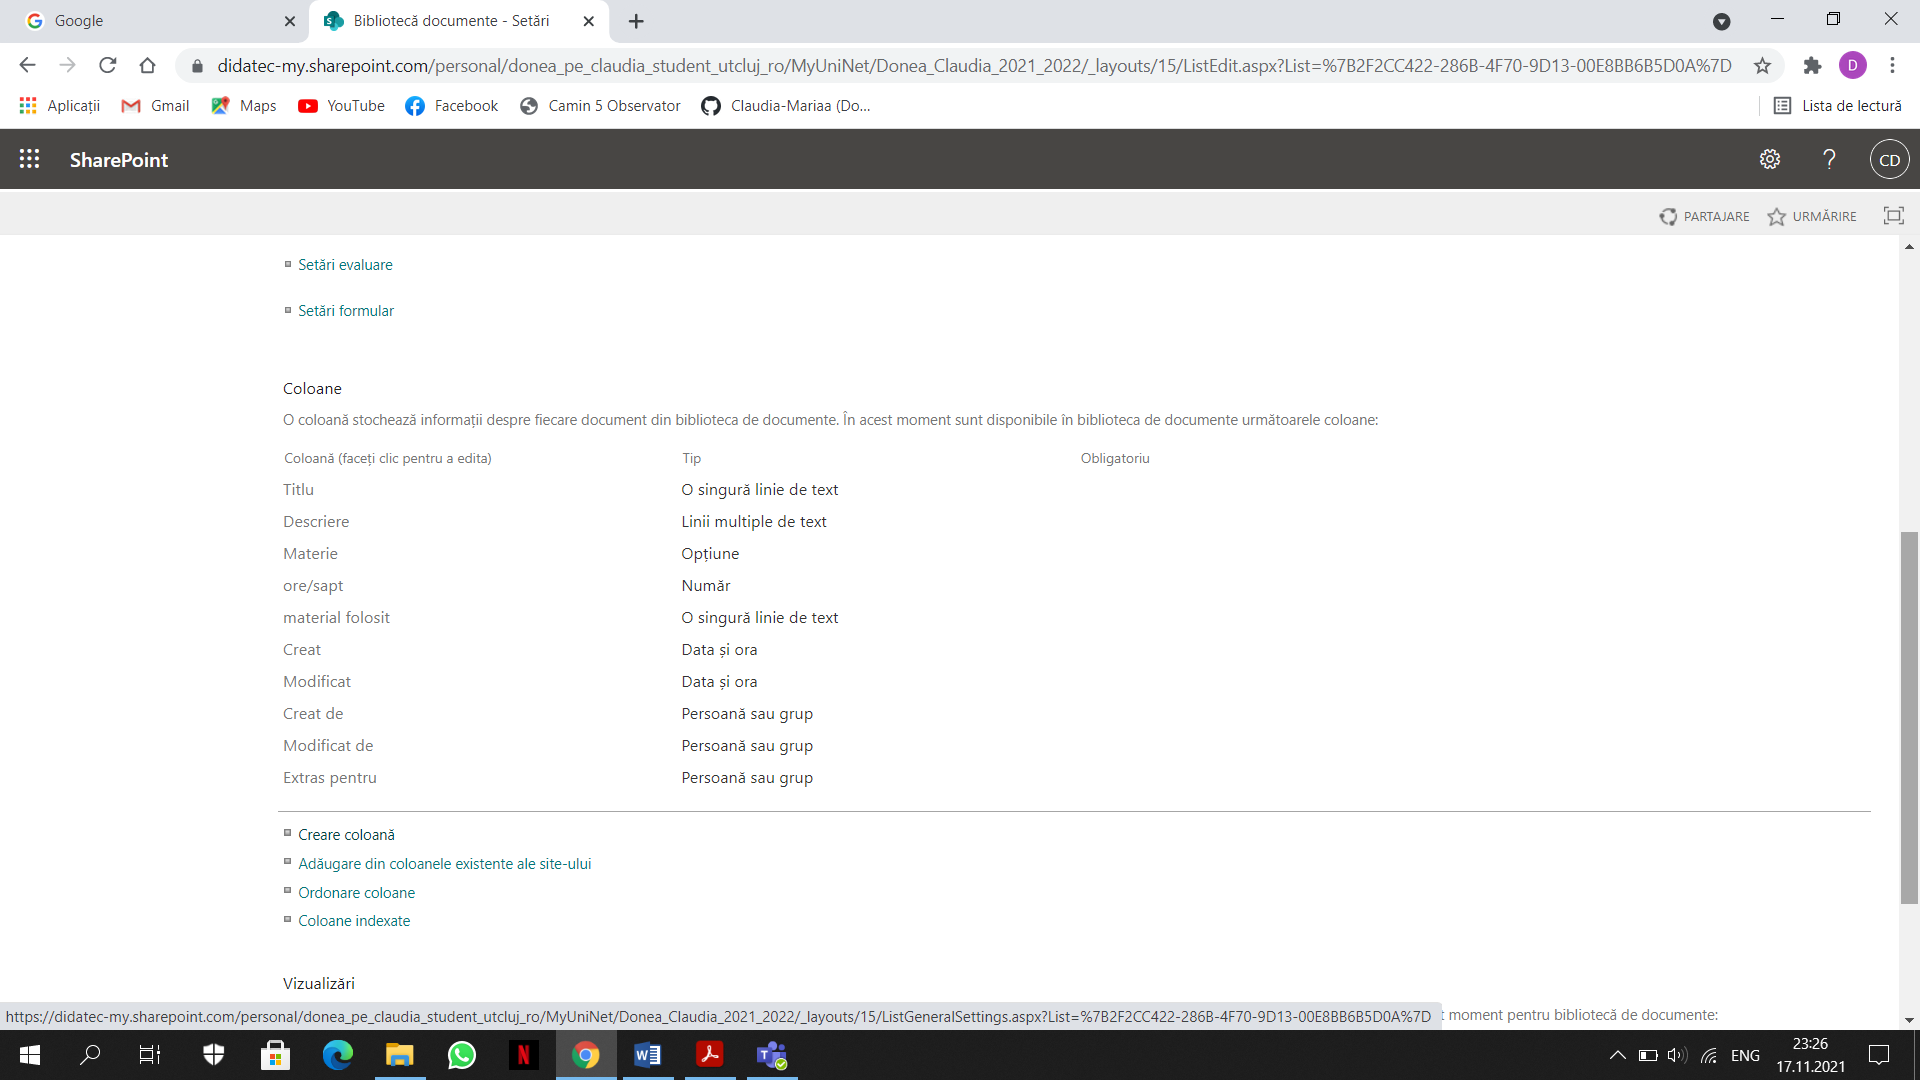 Google
Bibliotecă documente - Setări
didatec-my.sharepoint.com/personal/donea_pe_claudia_student_utcluj_ro/MyUniNet/Donea_Claudia_2021_2022/_layouts/15/ListEdit.aspx?List=%7B2F2CC422-286B-4F70-9D13-00E8BB6B5D0A%7D
D
Aplicații Gmail Maps YouTube Facebook Camin 5 Observator Claudia-Mariaa (Do... Lista de lectură
SharePoint
? CD
PARTAJARE URMĂRIRE
Setări evaluare
Setări formular
Coloane
O coloană stochează informații despre fiecare document din biblioteca de documente. În acest moment sunt disponibile în biblioteca de documente următoarele coloane:
Coloană (faceți clic pentru a edita) Tip Obligatoriu
Titlu O singură linie de text
Descriere Linii multiple de text
Materie Opțiune
ore/sapt Număr
material folosit O singură linie de text
Creat Data și ora
Modificat Data și ora
Creat de Persoană sau grup
Modificat de Persoană sau grup
Extras pentru Persoană sau grup
Creare coloană
Adăugare din coloanele existente ale site-ului
Ordonare coloane
Coloane indexate
Vizualizări
https://didatec-my.sharepoint.com/personal/donea_pe_claudia_student_utcluj_ro/MyUniNet/Donea_Claudia_2021_2022/_layouts/15/ListGeneralSettings.aspx?List=%7B2F2CC422-286B-4F70-9D13-00E8BB6B5D0A%7D
moment pentru bibliotecă de documente:
ENG
23:26
17.11.2021